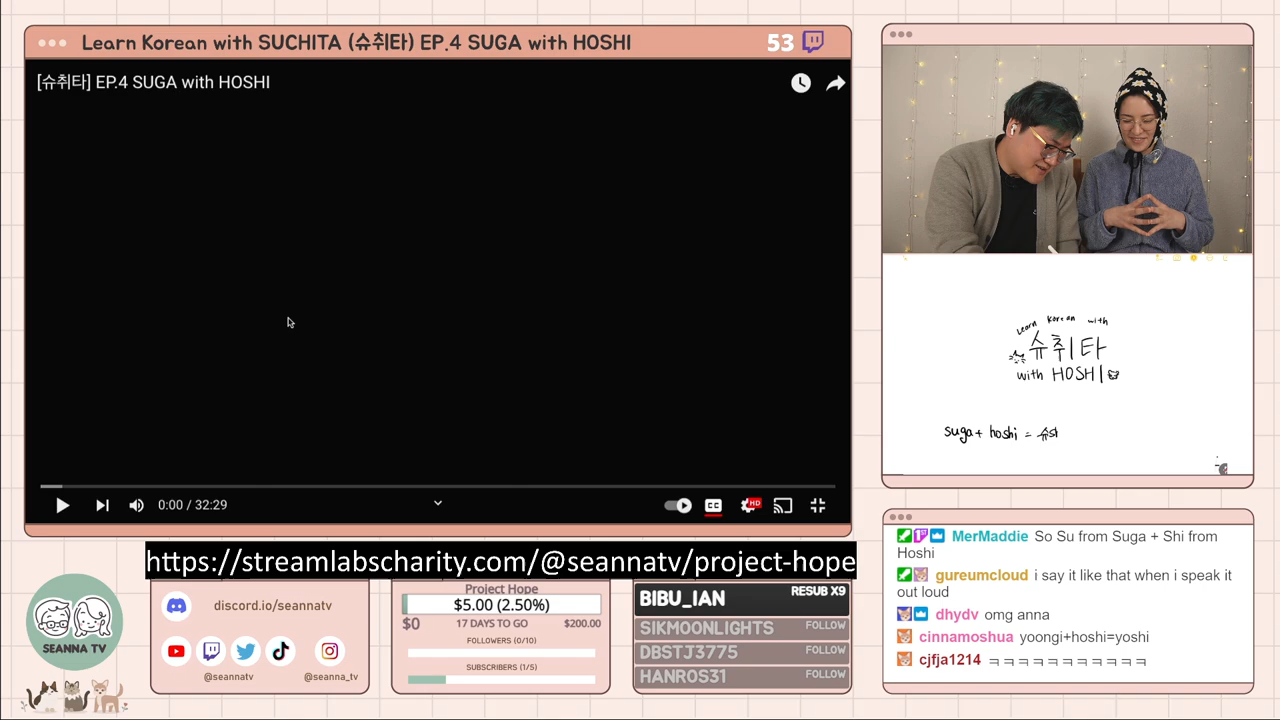 Learn Korean with SUCHITA (슈취타) EP.4 SUGA with HOSHI
53
[슈취타] EP.4 SUGA with HOSHI
0:00 / 32:29
CC
HD
https://streamlabscharity.com/@seannatv/project-hope
SEANNA TV
discord.io/seannatv
@seannatv
@seanna_tv
Project Hope
$5.00 (2.50%)
$0
17 DAYS TO GO
$200.00
FOLLOWERS (0/10)
SUBSCRIBERS (1/5)
BIBU_IAN RESUB X9
SIKMOONLIGHTS FOLLOW
DBSTJ3775 FOLLOW
HANROS31 FOLLOW
Learn Korean with
슈취타
with HOSHI
suga + hoshi = 슈
MerMaddie So Su from Suga + Shi from
Hoshi
gureumcloud i say it like that when i speak it
out loud
dhydv omg anna
cinnamoshua yoongi+hoshi=yoshi
cjfja1214 ㅋㅋㅋㅋㅋㅋㅋㅋㅋㅋ